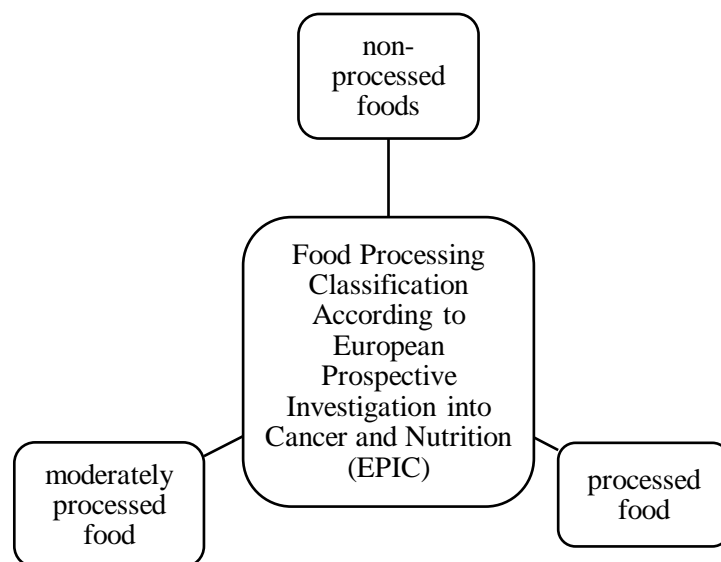 non-
processed
foods
Food Processing
Classification
According to
European
Prospective
Investigation into
Cancer and Nutrition
(EPIC)
moderately
processed
food
processed
food